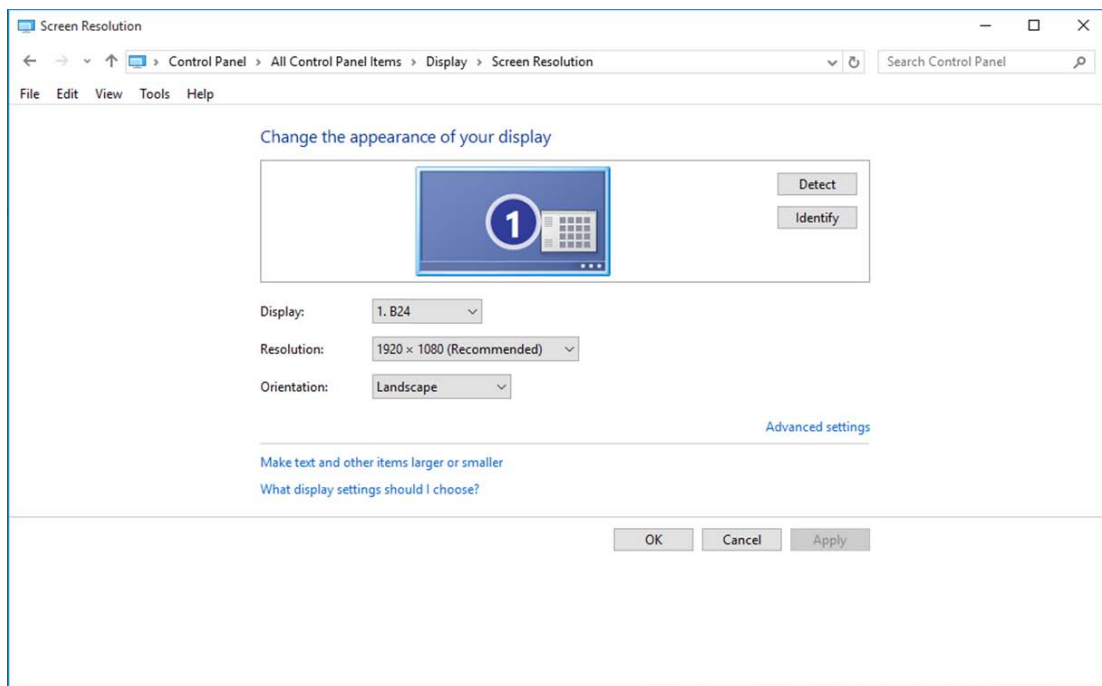 Screen Resolution
Control Panel > All Control Panel Items > Display > Screen Resolution
Search Control Panel
File Edit View Tools Help
Change the appearance of your display
1
Detect
Identify
Display: 1. B24
Resolution: 1920 × 1080 (Recommended)
Orientation: Landscape
Advanced settings
Make text and other items larger or smaller
What display settings should I choose?
OK Cancel Apply